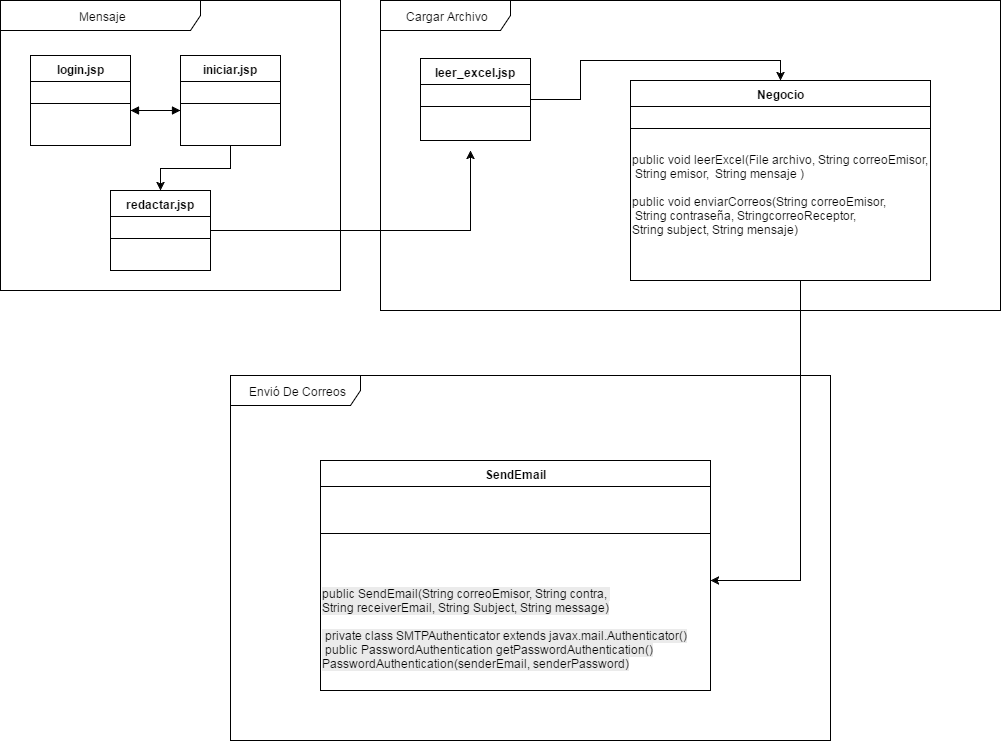 Mensaje
login.jsp
iniciar.jsp
redactar.jsp
Cargar Archivo
leer_excel.jsp
Negocio
public void leerExcel(File archivo, String correoEmisor,
String emisor, String mensaje )
public void enviarCorreos(String correoEmisor,
String contraseña, StringcorreoReceptor,
String subject, String mensaje)
Envió De Correos
SendEmail
public SendEmail(String correoEmisor, String contra,
String receiverEmail, String Subject, String message)
private class SMTPAuthenticator extends javax.mail.Authenticator()
public PasswordAuthentication getPasswordAuthentication()
PasswordAuthentication(senderEmail, senderPassword)